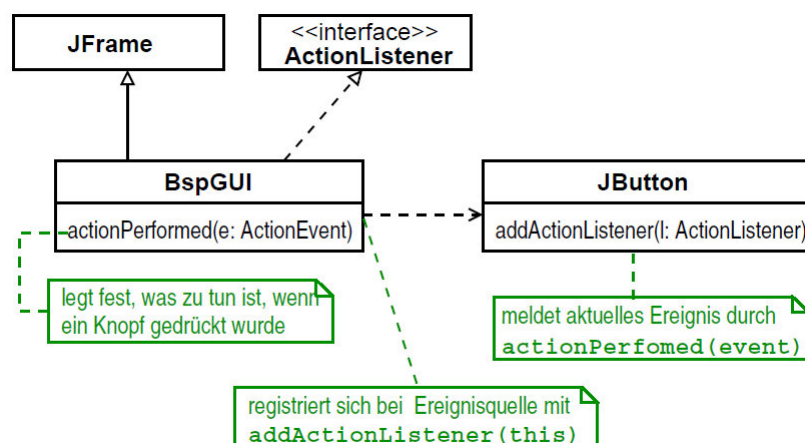 JFrame
<<interface>>
ActionListener
BspGUI
actionPerformed(e: ActionEvent)
JButton
addActionListener(l: ActionListener)
legt fest, was zu tun ist, wenn
ein Knopf gedrückt wurde
meldet aktuelles Ereignis durch
actionPerfomed(event)
registriert sich bei Ereignisquelle mit
addActionListener(this)